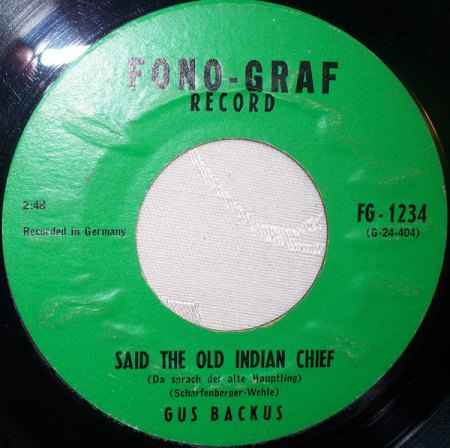 FONO-GRAF
RECORD
2:48
Recorded in Germany
FG-1234
(G-24-404)
SAID THE OLD INDIAN CHIEF
(Da sprach der alte Hauptling)
(Scharfenberger-Wehle)
GUS BACKUS